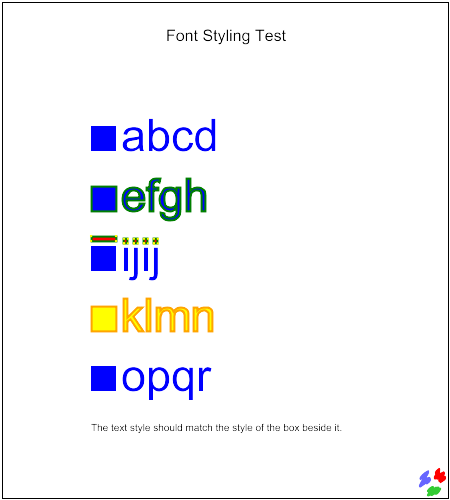 Font Styling Test
abcd
efgh
ijij
klmn
opqr
The text style should match the style of the box beside it.